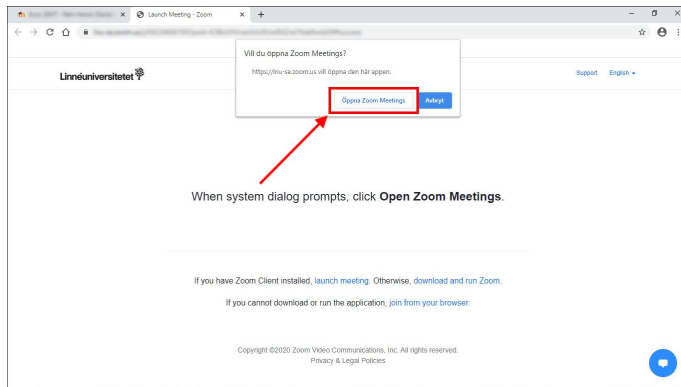 Launch Meeting - Zoom
Vill du öppna Zoom Meetings?
https://lnu-se.zoom.us vill öppna den här appen.
Öppna Zoom Meetings Avbryt
Linnéuniversitetet
Support English
When system dialog prompts, click Open Zoom Meetings.
If you have Zoom Client installed, launch meeting. Otherwise, download and run Zoom.
If you cannot download or run the application, join from your browser.
Copyright ©2020 Zoom Video Communications, Inc. All rights reserved.
Privacy & Legal Policies